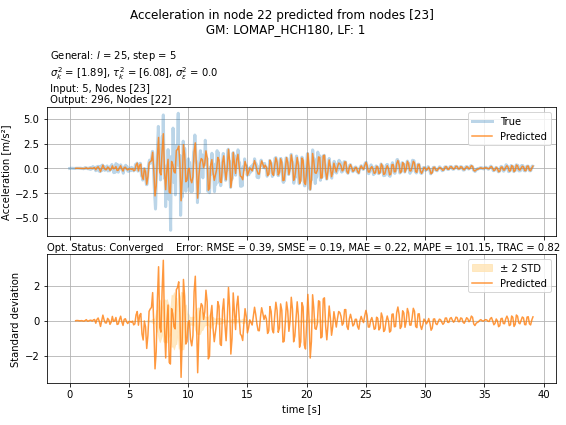 Acceleration in node 22 predicted from nodes [23]
GM: LOMAP_HCH180, LF: 1
General: l = 25, step = 5
σ²ₖ = [1.89], τ²ₖ = [6.08], σ²ε = 0.0
Input: 5, Nodes [23]
Output: 296, Nodes [22]
5.0
2.5
0.0
−2.5
−5.0
Acceleration [m/s²]
True
Predicted
Opt. Status: Converged Error: RMSE = 0.39, SMSE = 0.19, MAE = 0.22, MAPE = 101.15, TRAC = 0.82
2
0
−2
Standard deviation
± 2 STD
Predicted
0 5 10 15 20 25 30 35 40
time [s]